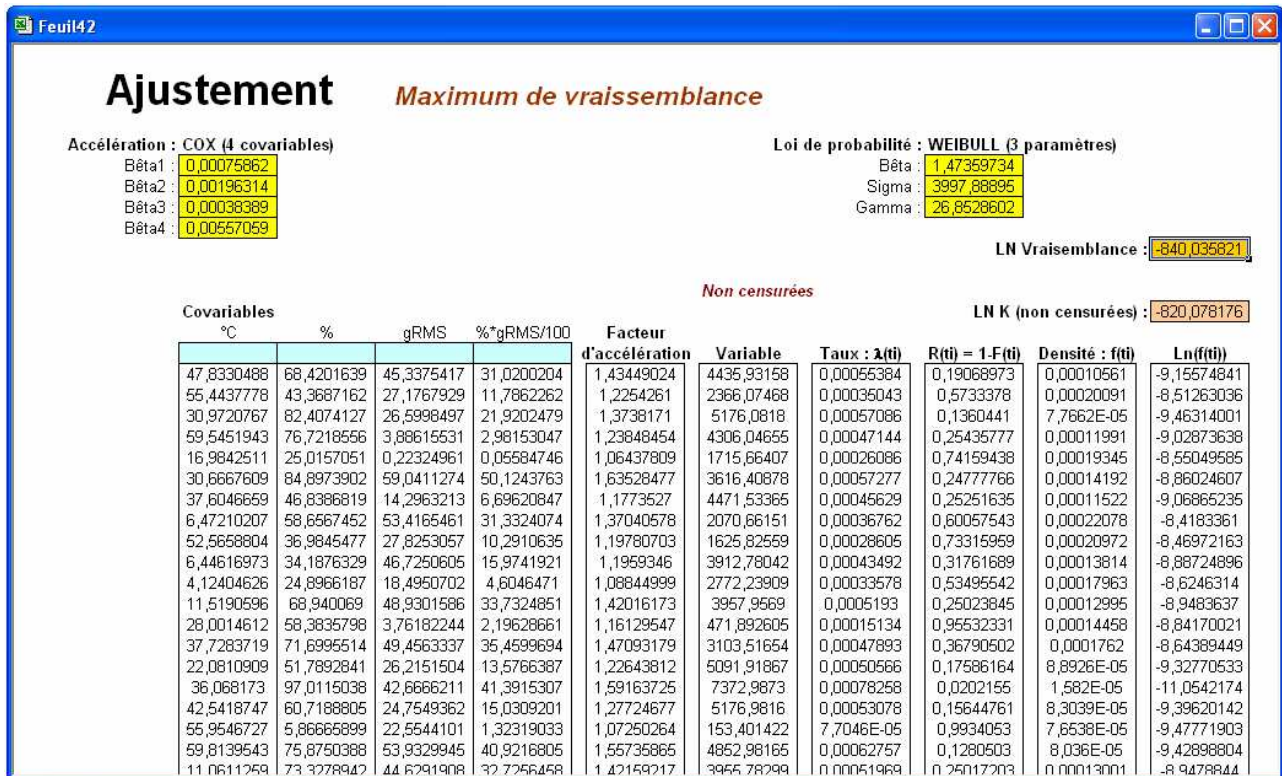 Feuil42
Ajustement Maximum de vraissemblance
Accélération : COX (4 covariables) Loi de probabilité : WEIBULL (3 paramètres)
Bêta1 : 0,00075862 Bêta : 1,47359734
Bêta2 : 0,00196314 Sigma : 3997,88895
Bêta3 : 0,00038389 Gamma : 26,8528602
Bêta4 : 0,00557059
LN Vraisemblance : -840,035821
Non censurées
Covariables LN K (non censurées) : -820,078176
°C % gRMS %*gRMS/100 Facteur
d'accélération Variable Taux : λ(ti) R(ti) = 1-F(ti) Densité : f(ti) Ln(f(ti))
47,8330488 68,4201639 45,3375417 31,0200204 1,43449024 4435,93158 0,00055384 0,19068973 0,00010561 -9,15574841
55,4437778 43,3687162 27,1767929 11,7862262 1,2254261 2366,07468 0,00035043 0,5733378 0,00020091 -8,51263036
30,9720767 82,4074127 26,5998497 21,9202479 1,3738171 5176,0818 0,00057086 0,1360441 7,7662E-05 -9,46314001
59,5451943 76,7218556 3,88615531 2,98153047 1,23848454 4306,04655 0,00047144 0,25435777 0,00011991 -9,02873638
16,9842511 25,0157051 0,22324961 0,05584746 1,06437809 1715,66407 0,00026086 0,74159438 0,00019345 -8,55049585
30,6667609 84,8973902 59,0411274 50,1243763 1,63528477 3616,40878 0,00057277 0,24777766 0,00014192 -8,86024607
37,6046659 46,8386819 14,2963213 6,69620847 1,1773527 4471,53365 0,00045629 0,25251635 0,00011522 -9,06865235
6,47210207 58,6567452 53,4165461 31,3324074 1,37040578 2070,66151 0,00036762 0,60057543 0,00022078 -8,4183361
52,5658804 36,9845477 27,8253057 10,2910635 1,19780703 1625,82559 0,00028605 0,73315959 0,00020972 -8,46972163
6,44616973 34,1876329 46,7250605 15,9741921 1,1959346 3912,78042 0,00043492 0,31761689 0,00013814 -8,88724896
4,12404626 24,8966187 18,4950702 4,6046471 1,08844999 2772,23909 0,00033578 0,53495542 0,00017963 -8,6246314
11,5190596 68,940069 48,9301586 33,7324851 1,42016173 3957,9569 0,0005193 0,25023845 0,00012995 -8,9483637
28,0014612 58,3835798 3,76182244 2,19628661 1,16129547 471,892605 0,00015134 0,95532331 0,00014458 -8,84170021
37,7283719 71,6995514 49,4563337 35,4599694 1,47093179 3103,51654 0,00047893 0,36790502 0,0001762 -8,64389449
22,0810909 51,7892841 26,2151504 13,5766387 1,22643812 5091,91867 0,00050566 0,17586164 8,8926E-05 -9,32770533
36,068173 97,0115038 42,6666211 41,3915307 1,59163725 7372,9873 0,00078258 0,0202155 1,582E-05 -11,0542174
42,5418747 60,7188805 24,7549362 15,0309201 1,27724677 5176,9816 0,00053078 0,15644761 8,3039E-05 -9,39620142
55,9546727 5,86665899 22,5544101 1,32319033 1,07250264 153,401422 7,7046E-05 0,9934053 7,6538E-05 -9,47771903
59,8139543 75,8750388 53,9329945 40,9216805 1,55735865 4852,98165 0,00062757 0,1280503 8,036E-05 -9,42898804
11,0611259 73,3278942 44,6291908 32,7256458 1,42159217 3955,78299 0,00051969 0,25017203 0,00013001 -8,9478844